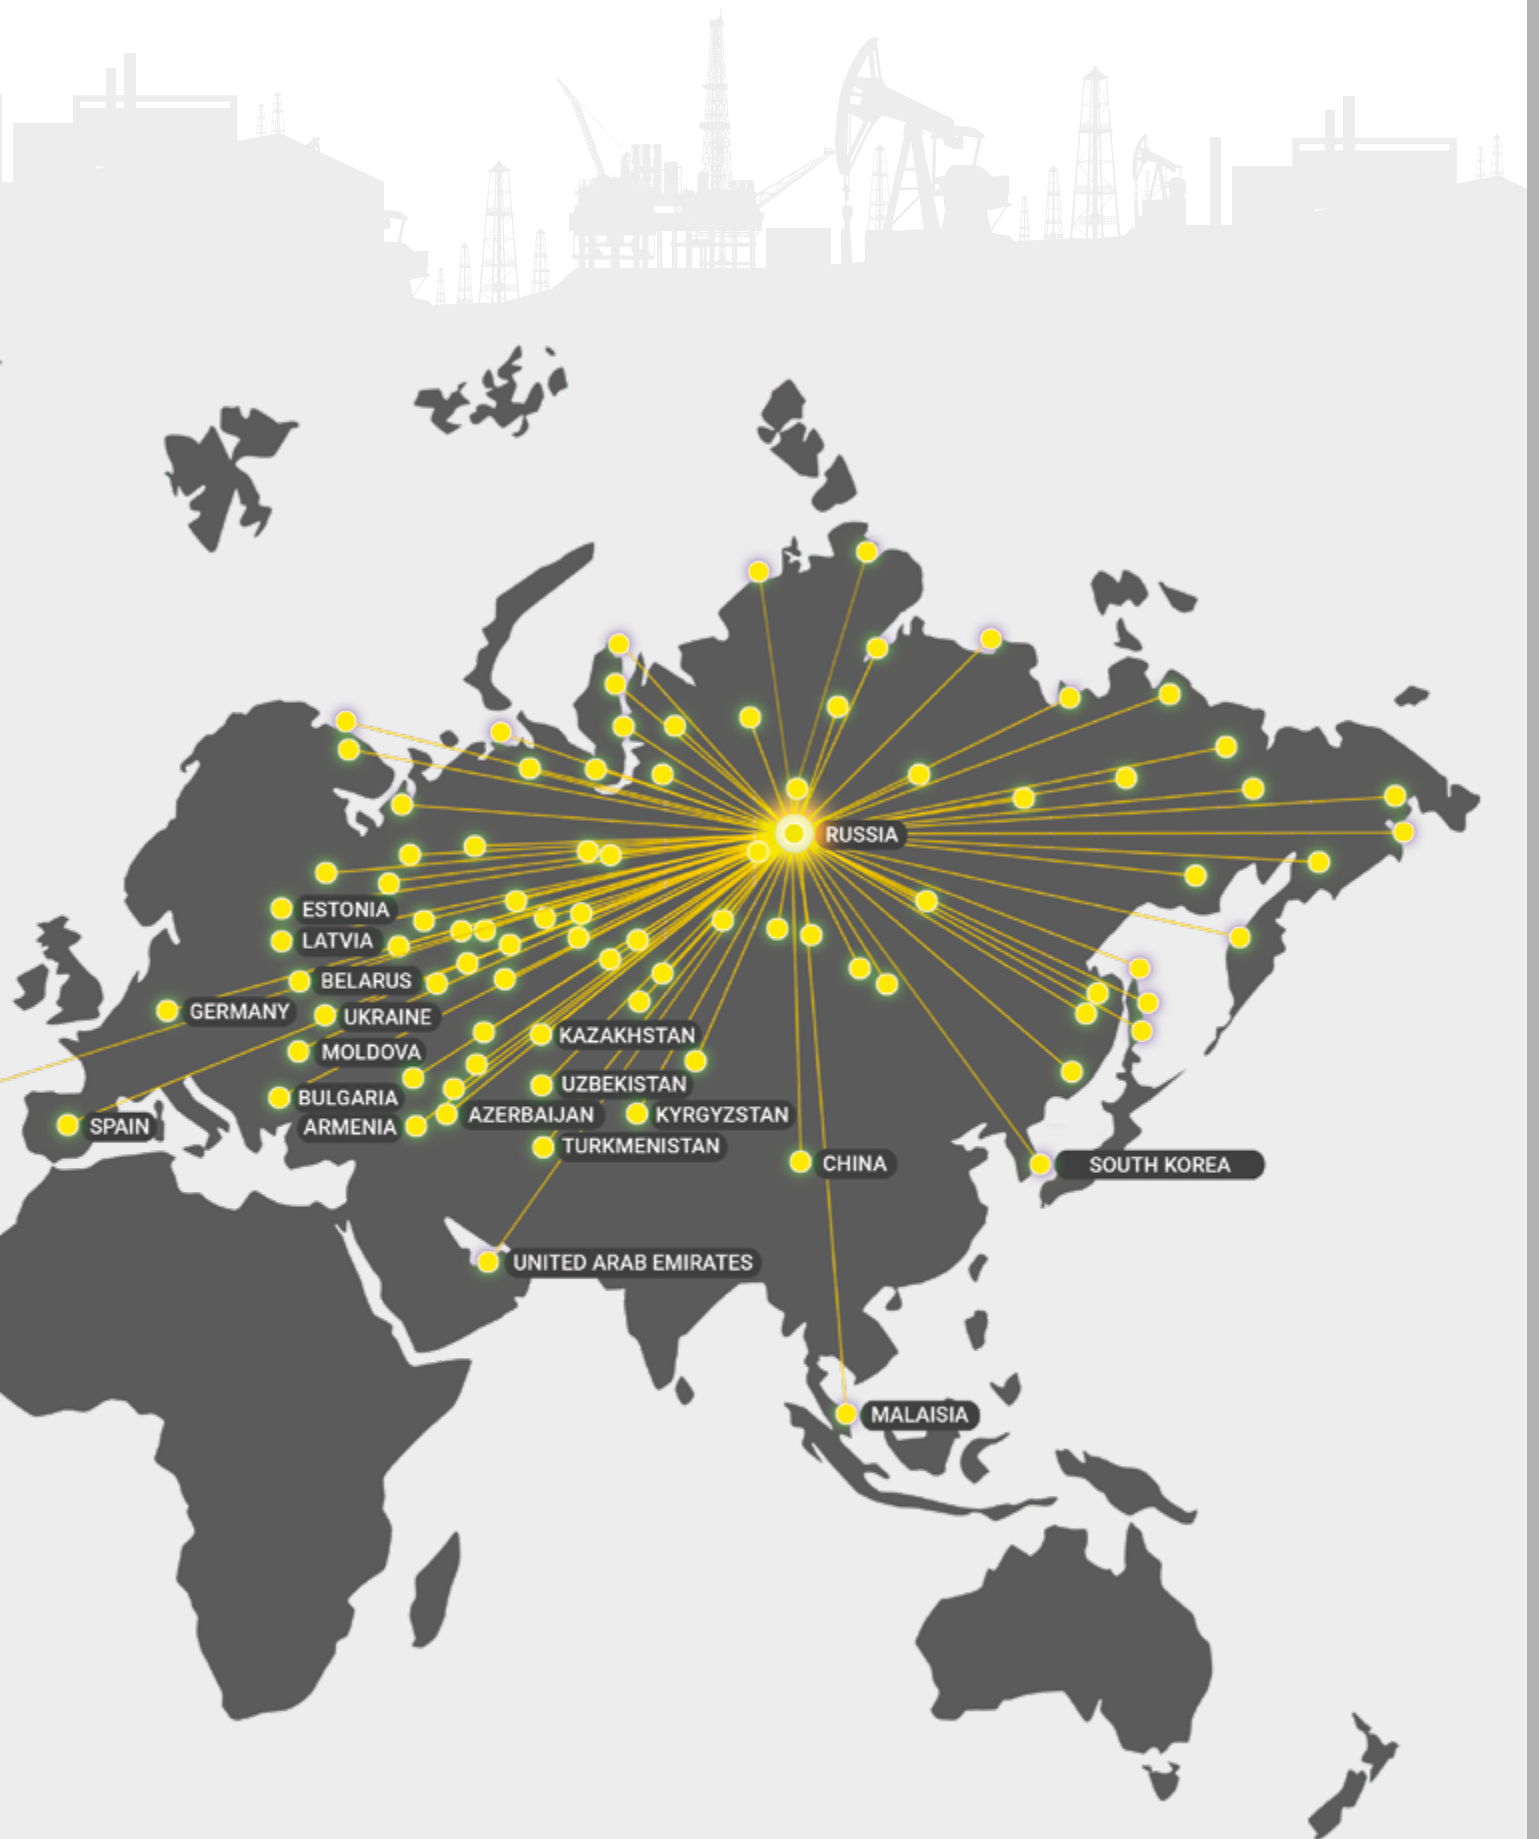 RUSSIA
ESTONIA
LATVIA
BELARUS
GERMANY
UKRAINE
KAZAKHSTAN
MOLDOVA
UZBEKISTAN
BULGARIA
AZERBAIJAN
KYRGYZSTAN
SPAIN
ARMENIA
TURKMENISTAN
CHINA
SOUTH KOREA
UNITED ARAB EMIRATES
MALAISIA